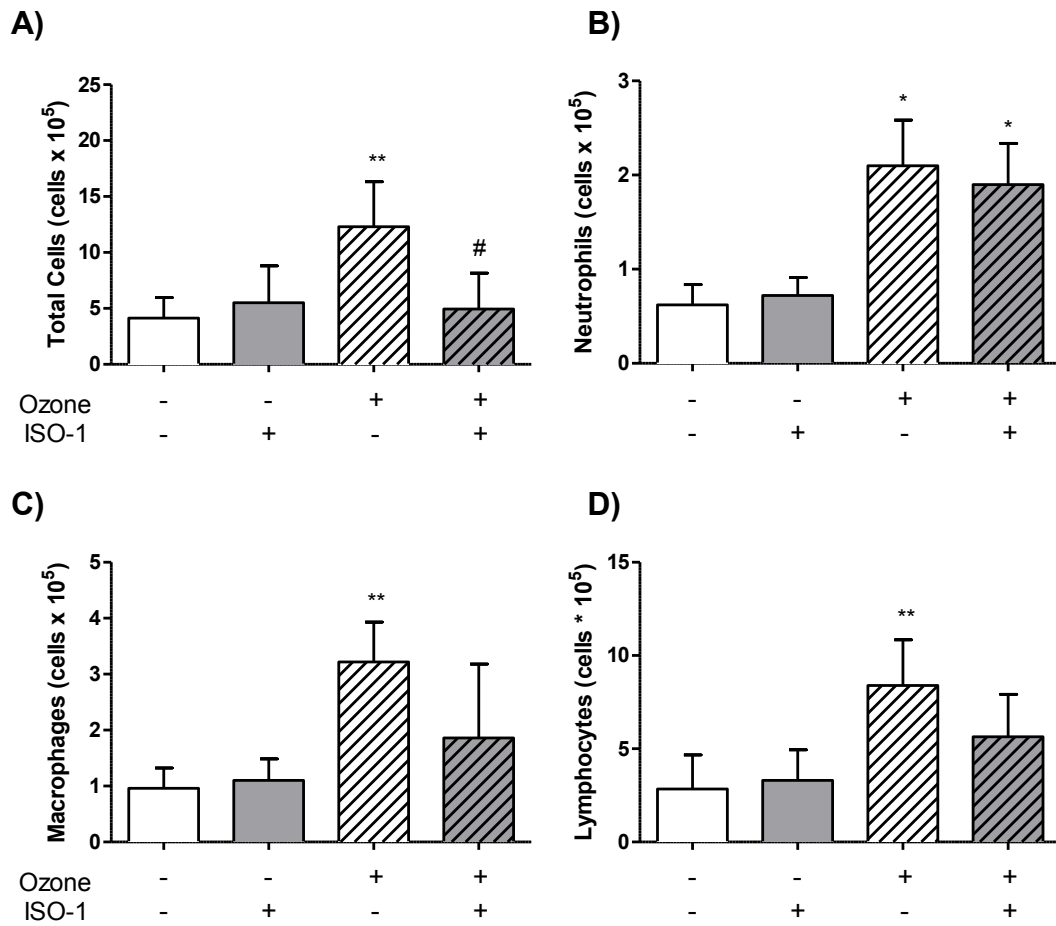 A)
Total Cells (cells x 10⁵)
25
20
15
10
5
0
**
#
Ozone - - + +
ISO-1 - + - +
B)
Neutrophils (cells x 10⁵)
3
2
1
0
*
*
- - + +
- + - +
C)
Macrophages (cells x 10⁵)
5
4
3
2
1
0
**
Ozone - - + +
ISO-1 - + - +
D)
Lymphocytes (cells * 10⁵)
15
10
5
0
**
- - + +
- + - +